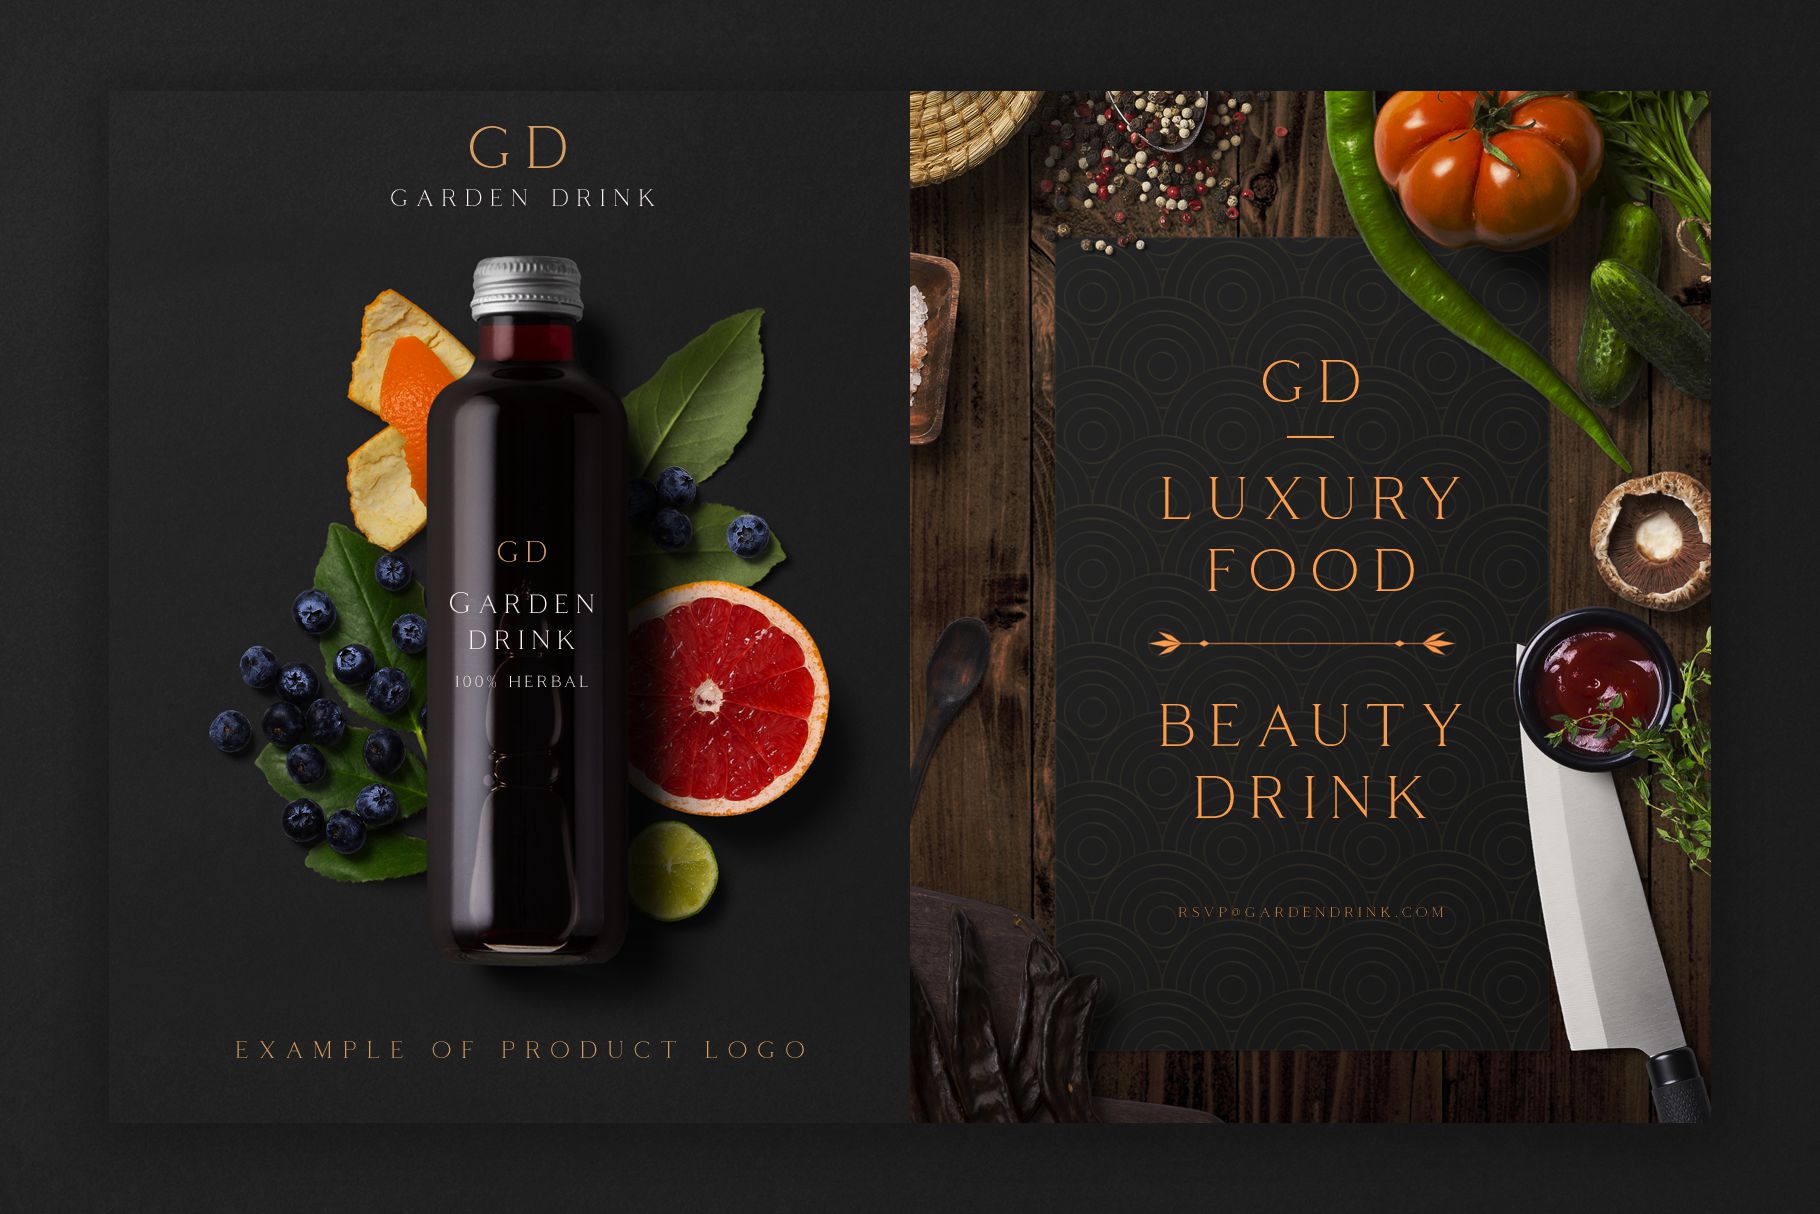 GD
GARDEN DRINK
GD
GARDEN
DRINK
100% HERBAL
EXAMPLE OF PRODUCT LOGO
GD
LUXURY
FOOD
BEAUTY
DRINK
RSVP@GARDENDRINK.COM